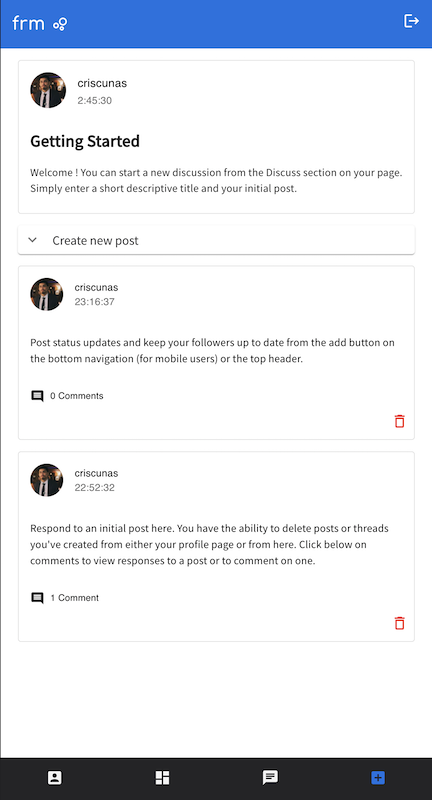 frm
criscunas
2:45:30
Getting Started
Welcome ! You can start a new discussion from the Discuss section on your page.
Simply enter a short descriptive title and your initial post.
Create new post
criscunas
23:16:37
Post status updates and keep your followers up to date from the add button on
the bottom navigation (for mobile users) or the top header.
0 Comments
criscunas
22:52:32
Respond to an initial post here. You have the ability to delete posts or threads
you've created from either your profile page or from here. Click below on
comments to view responses to a post or to comment on one.
1 Comment